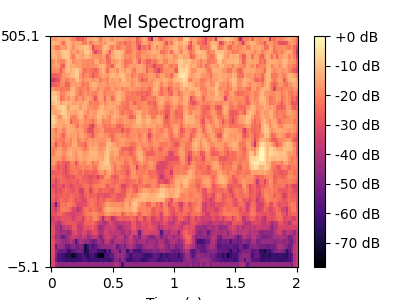 Mel Spectrogram
505.1
−5.1
0
0.5
1
1.5
2
+0 dB
-10 dB
-20 dB
-30 dB
-40 dB
-50 dB
-60 dB
-70 dB